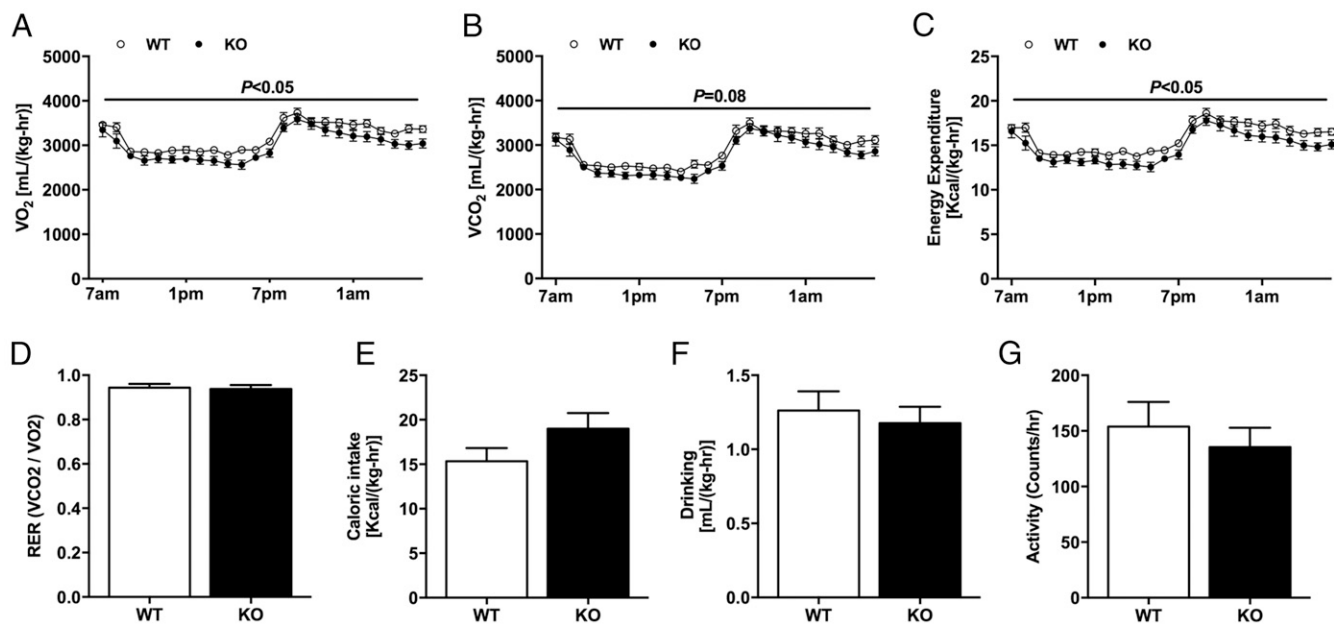 A
WT KO
P<0.05
VO2 [mL/(kg-hr)]
5000
4000
3000
2000
1000
0
7am 1pm 7pm 1am
B
WT KO
P=0.08
VCO2 [mL/(kg-hr)]
5000
4000
3000
2000
1000
0
7am 1pm 7pm 1am
C
WT KO
P<0.05
Energy Expenditure
[Kcal/(kg-hr)]
25
20
15
10
5
0
7am 1pm 7pm 1am
D
RER (VCO2 / VO2)
1.0
0.8
0.6
0.4
0.2
0.0
WT KO
E
Caloric intake
[Kcal/(kg-hr)]
25
20
15
10
5
0
WT KO
F
Drinking
[mL/(kg-hr)]
1.5
1.0
0.5
0.0
WT KO
G
Activity (Counts/hr)
200
150
100
50
0
WT KO